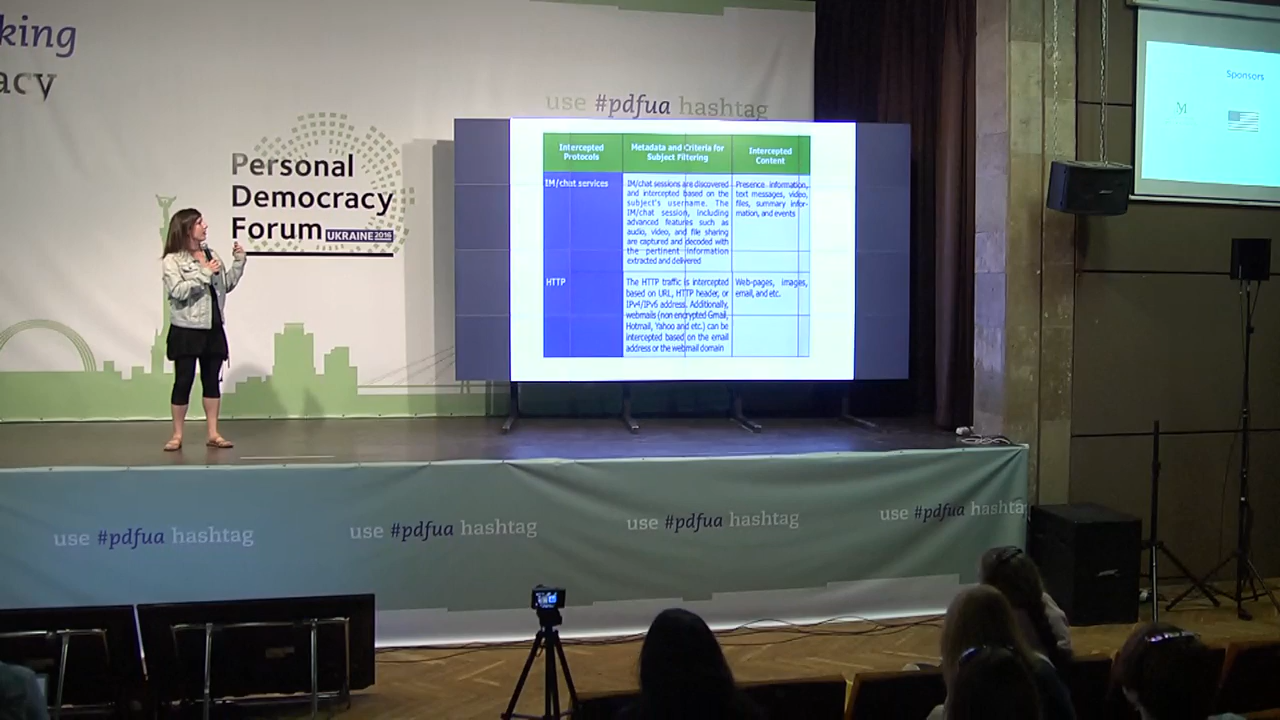 king
acy
use #pdfua hashtag
Personal
Democracy
Forum UKRAINE 2016
Intercepted
Protocols
Metadata and Criteria for
Subject Filtering
Intercepted
Content
IM/chat services
IM/chat sessions are discovered
and intercepted based on the
subject's username. The
IM/chat session, including
advanced features such as
audio, video, and file sharing
are captured and decoded with
the pertinent information
extracted and delivered
Presence information,
text messages, video,
files, summary infor-
mation, and events
HTTP
The HTTP traffic is intercepted
based on URL, HTTP header, or
IPv4/IPv6 address. Additionally,
webmails (non encrypted Gmail,
Hotmail, Yahoo and etc.) can be
intercepted based on the email
address or the webmail domain
Web-pages, images,
email, and etc.
Sponsors
use #pdfua hashtag
use #pdfua hashtag
use #pdfua hashtag
use #pdfua hashta